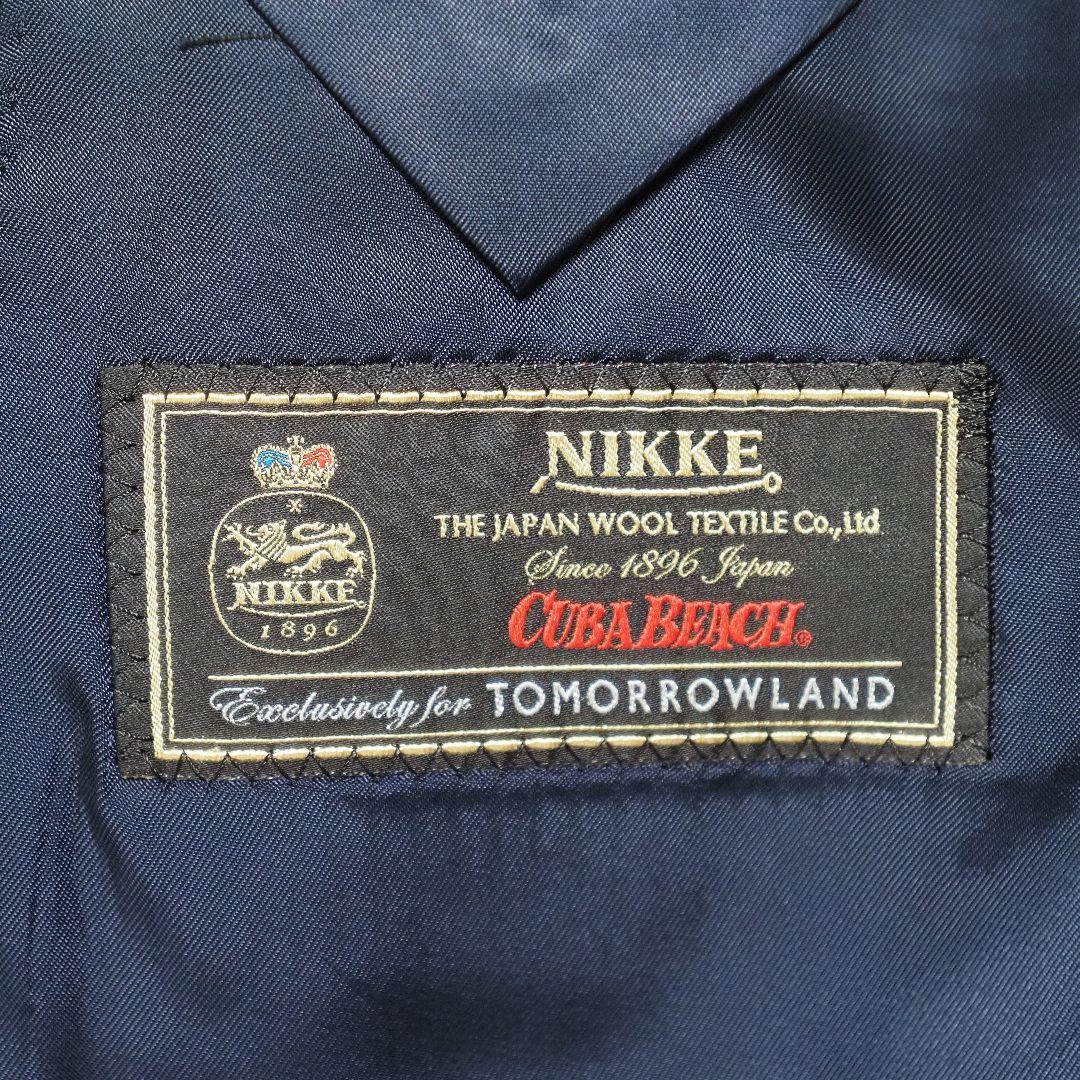 NIKKE
1896
NIKKE
THE JAPAN WOOL TEXTILE Co.,Ltd.
Since 1896 Japan
CUBA BEACH®
Exclusively for TOMORROWLAND